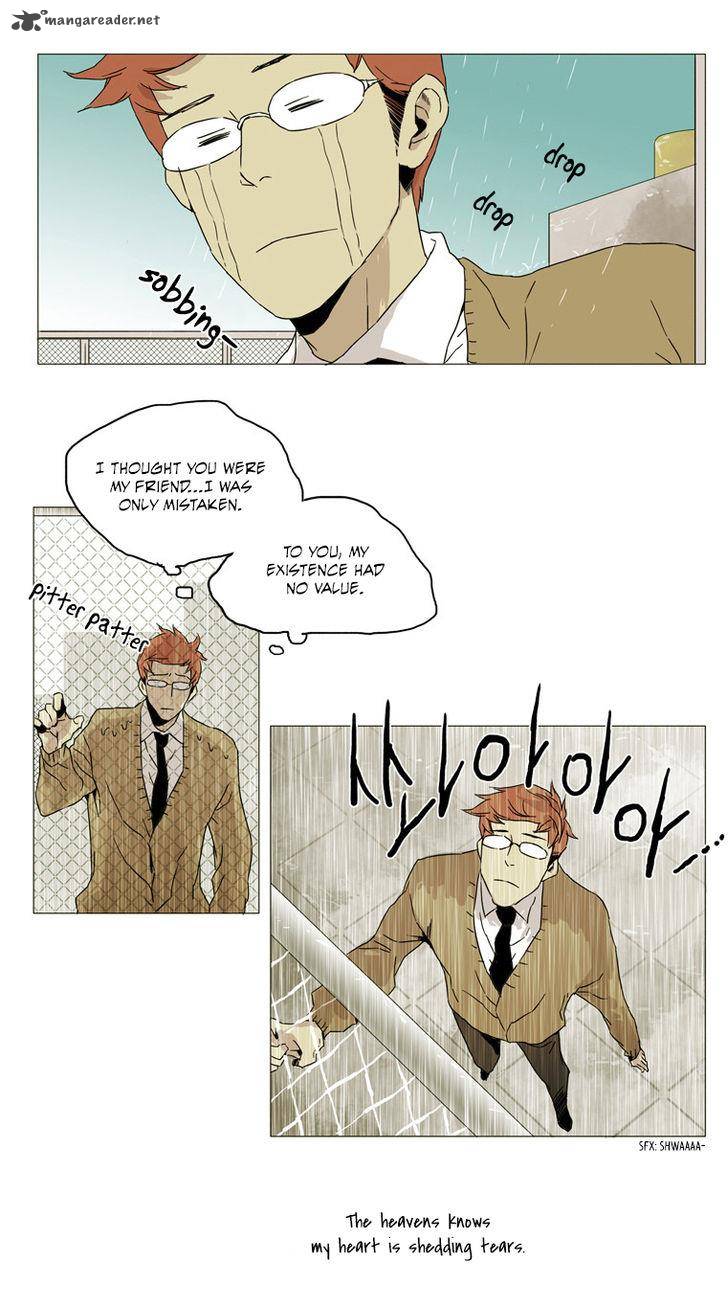 mangareader.net
drop
drop
sobbing~
I THOUGHT YOU WERE
MY FRIEND...I WAS
ONLY MISTAKEN.
TO YOU, MY
EXISTENCE HAD
NO VALUE.
pitter patter
쏴아아아...
SFX: SHWAAAA-
The heavens knows
my heart is shedding tears.